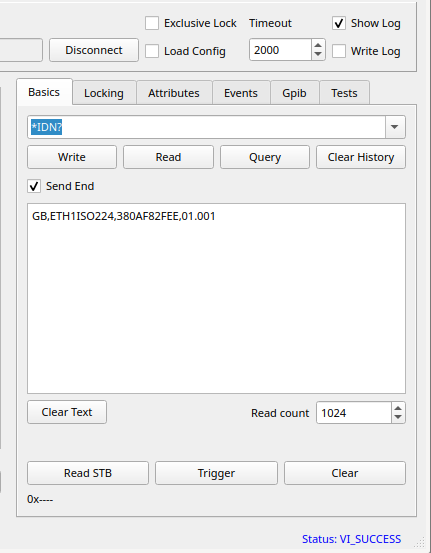 Exclusive Lock Timeout Show Log
Disconnect Load Config 2000 Write Log
Basics Locking Attributes Events Gpib Tests
*IDN?
Write Read Query Clear History
Send End
GB,ETH1ISO224,380AF82FEE,01.001
Clear Text Read count 1024
Read STB Trigger Clear
0x----
Status: VI_SUCCESS